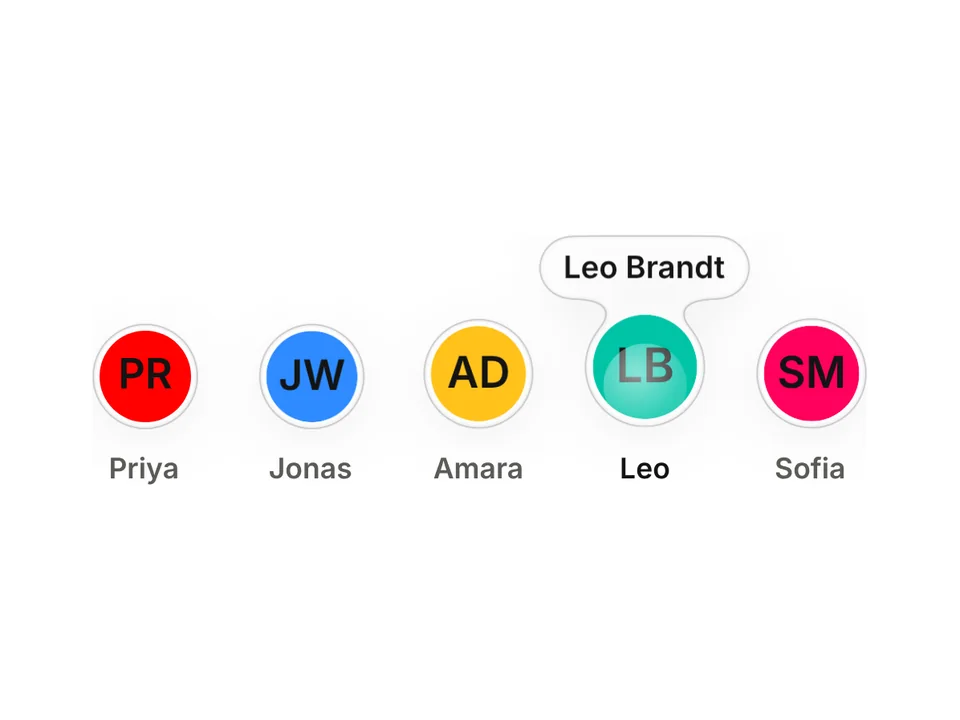 Leo Brandt
PR
JW
AD
LB
SM
Priya
Jonas
Amara
Leo
Sofia